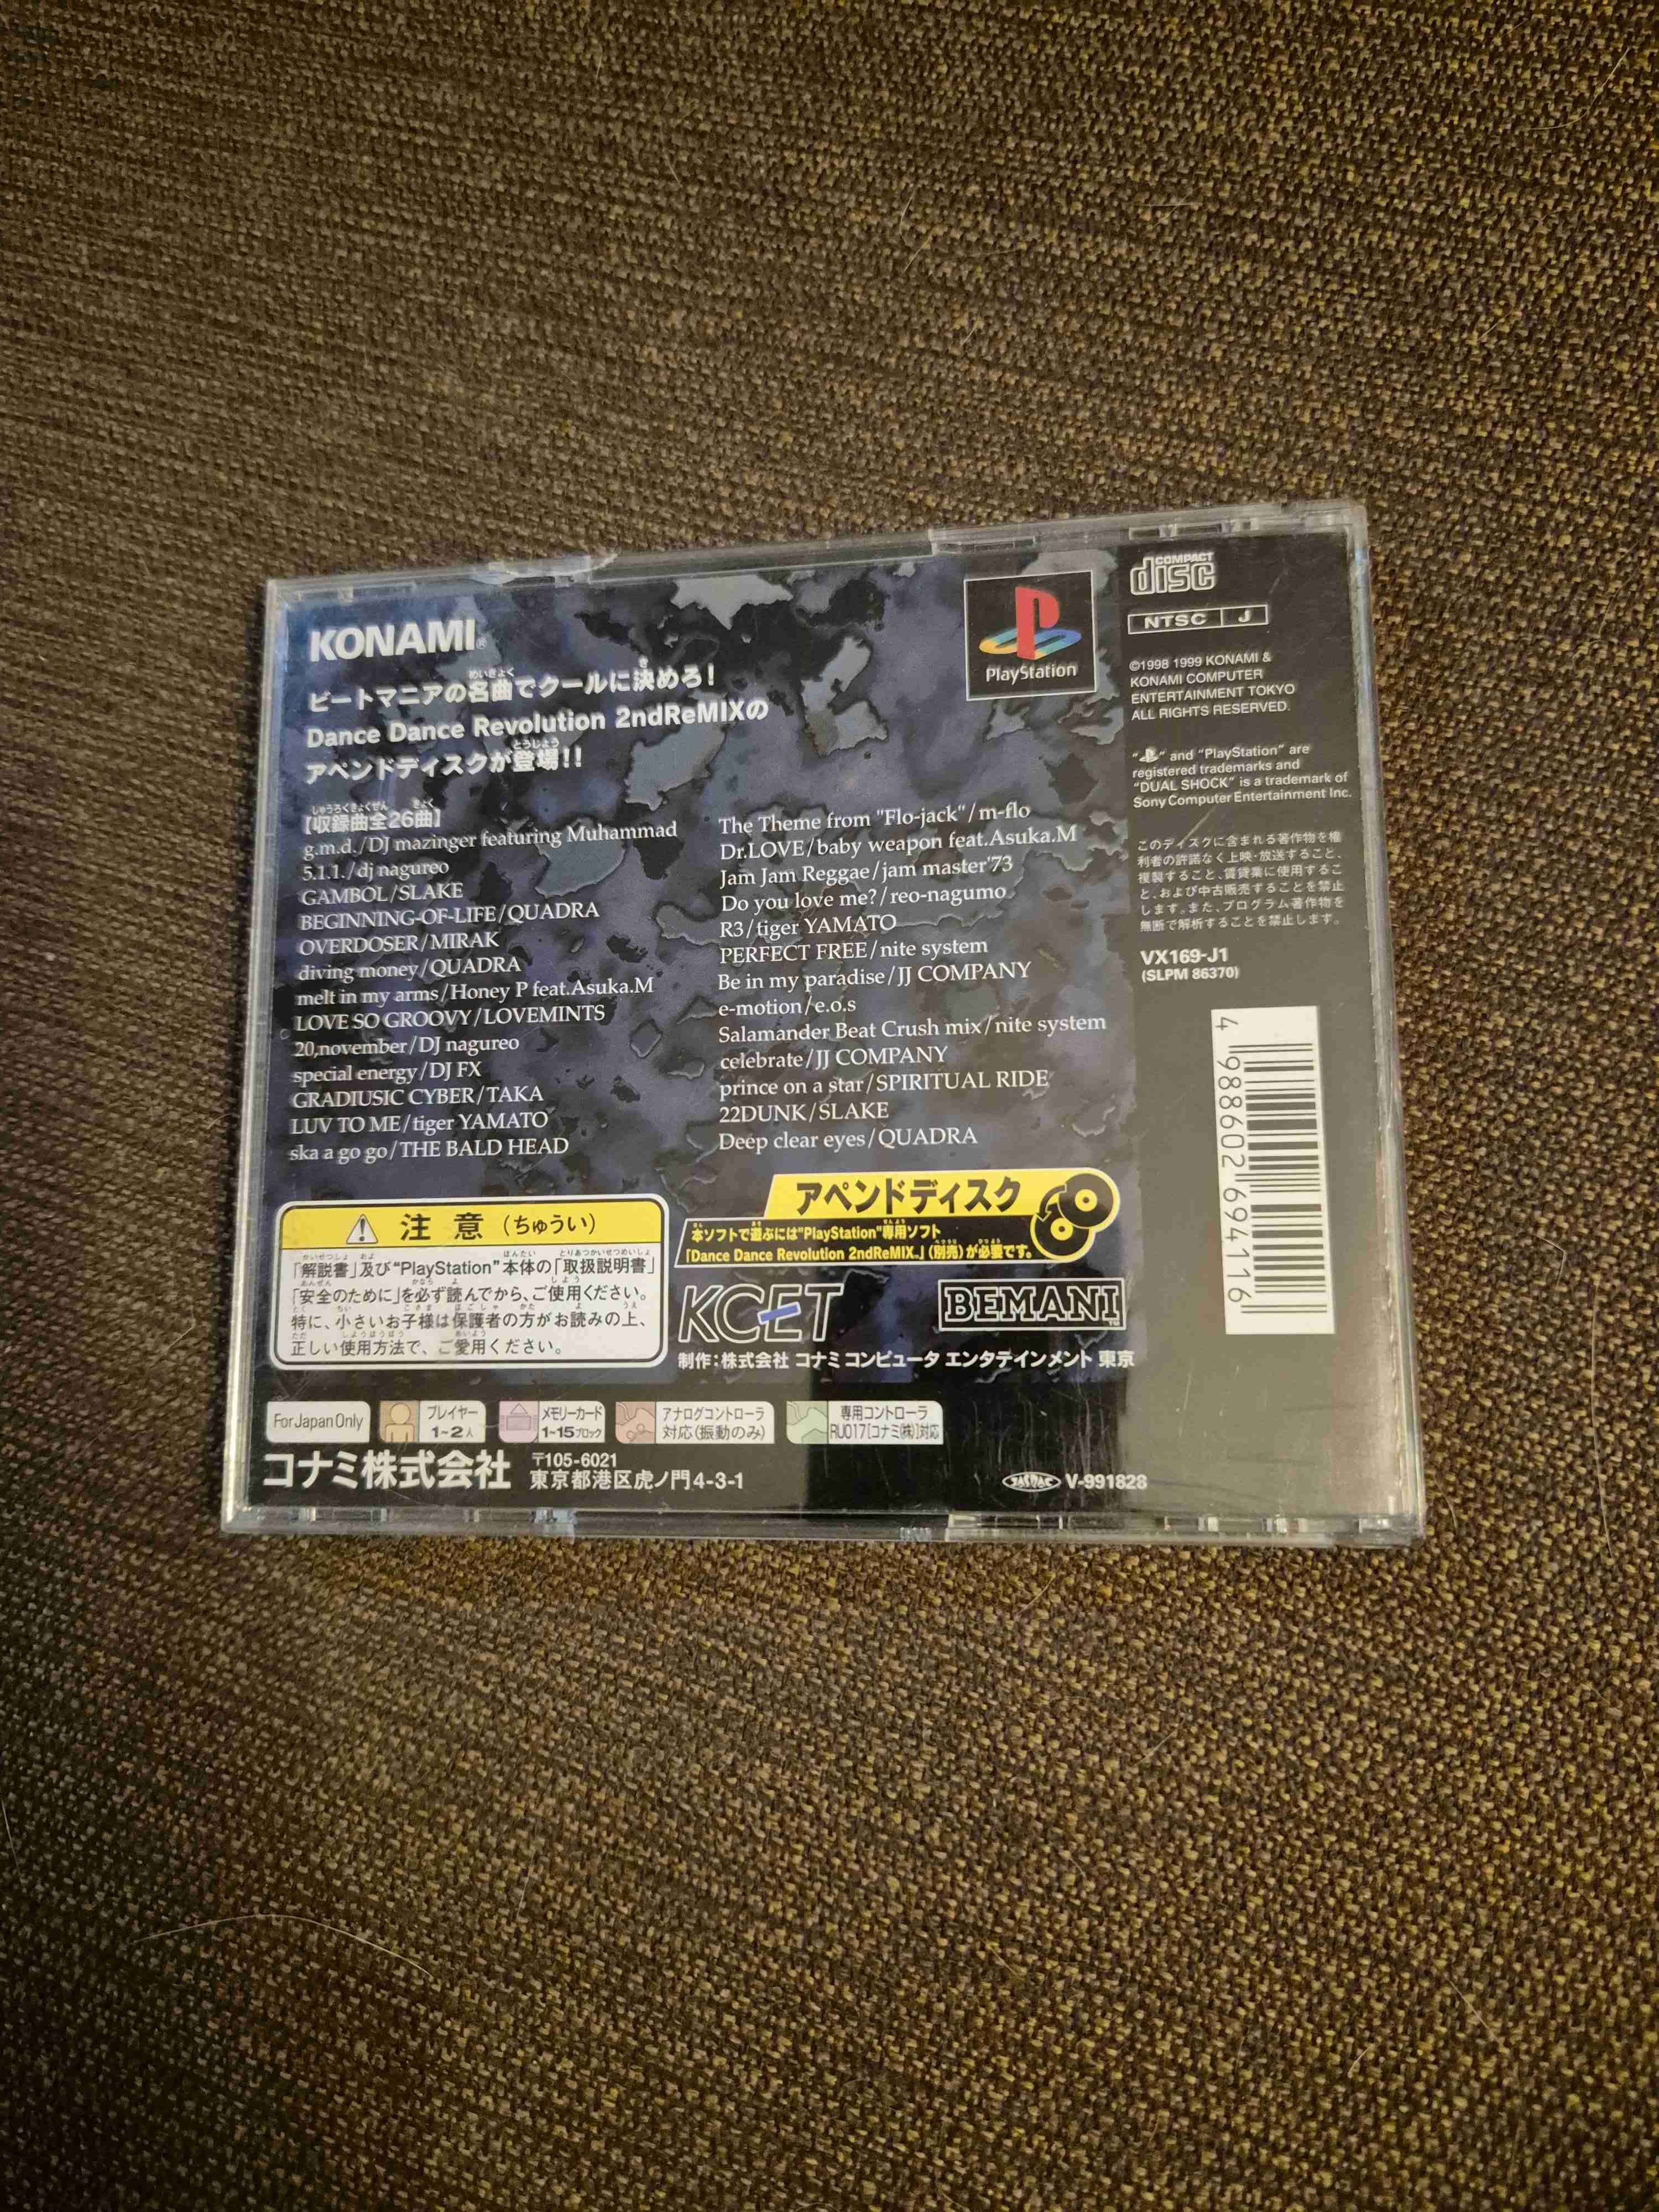 KONAMI®
ビートマニアの名曲でクールに決めろ！
Dance Dance Revolution 2ndReMIXの
アペンドディスクが登場!!
【収録曲全26曲】
g.m.d./DJ mazinger featuring Muhammad
5.1.1./dj nagureo
GAMBOL/SLAKE
BEGINNING-OF-LIFE/QUADRA
OVERDOSER/MIRAK
diving money/QUADRA
melt in my arms/Honey P feat.Asuka.M
LOVE SO GROOVY/LOVEMINTS
20,november/DJ nagureo
special energy/DJ FX
GRADIUSIC CYBER/TAKA
LUV TO ME/tiger YAMATO
ska a go go/THE BALD HEAD
The Theme from "Flo-jack"/m-flo
Dr.LOVE/baby weapon feat.Asuka.M
Jam Jam Reggae/jam master'73
Do you love me?/reo-nagumo
R3/tiger YAMATO
PERFECT FREE/nite system
Be in my paradise/JJ COMPANY
e-motion/e.o.s
Salamander Beat Crush mix/nite system
celebrate/JJ COMPANY
prince on a star/SPIRITUAL RIDE
22DUNK/SLAKE
Deep clear eyes/QUADRA
注意（ちゅうい）
「解説書」及び“PlayStation”本体の「取扱説明書」
「安全のために」を必ず読んでから、ご使用ください。
特に、小さいお子様は保護者の方がお読みの上、
正しい使用方法で、ご愛用ください。
アペンドディスク
本ソフトで遊ぶには"PlayStation"専用ソフト
「Dance Dance Revolution 2ndReMIX.」（別売）が必要です。
KCET
BEMANI™
制作：株式会社 コナミ コンピュータ エンタテインメント 東京
For Japan Only
プレイヤー
1~2人
メモリーカード
1~15ブロック
アナログコントローラ
対応（振動のみ）
専用コントローラ
RU017[コナミ㈱]対応
コナミ株式会社
〒105-6021
東京都港区虎ノ門4-3-1
V-991828
PlayStation
COMPACT
disc
NTSC J
©1998 1999 KONAMI &
KONAMI COMPUTER
ENTERTAINMENT TOKYO
ALL RIGHTS RESERVED.
" " and "PlayStation" are
registered trademarks and
"DUAL SHOCK" is a trademark of
Sony Computer Entertainment Inc.
このディスクに含まれる著作物を権
利者の許諾なく上映・放送すること、
複製すること、賃貸業に使用するこ
と、および中古販売することを禁止
します。また、プログラム著作物を
無断で解析することを禁止します。
VX169-J1
(SLPM 86370)
4 988602 694116